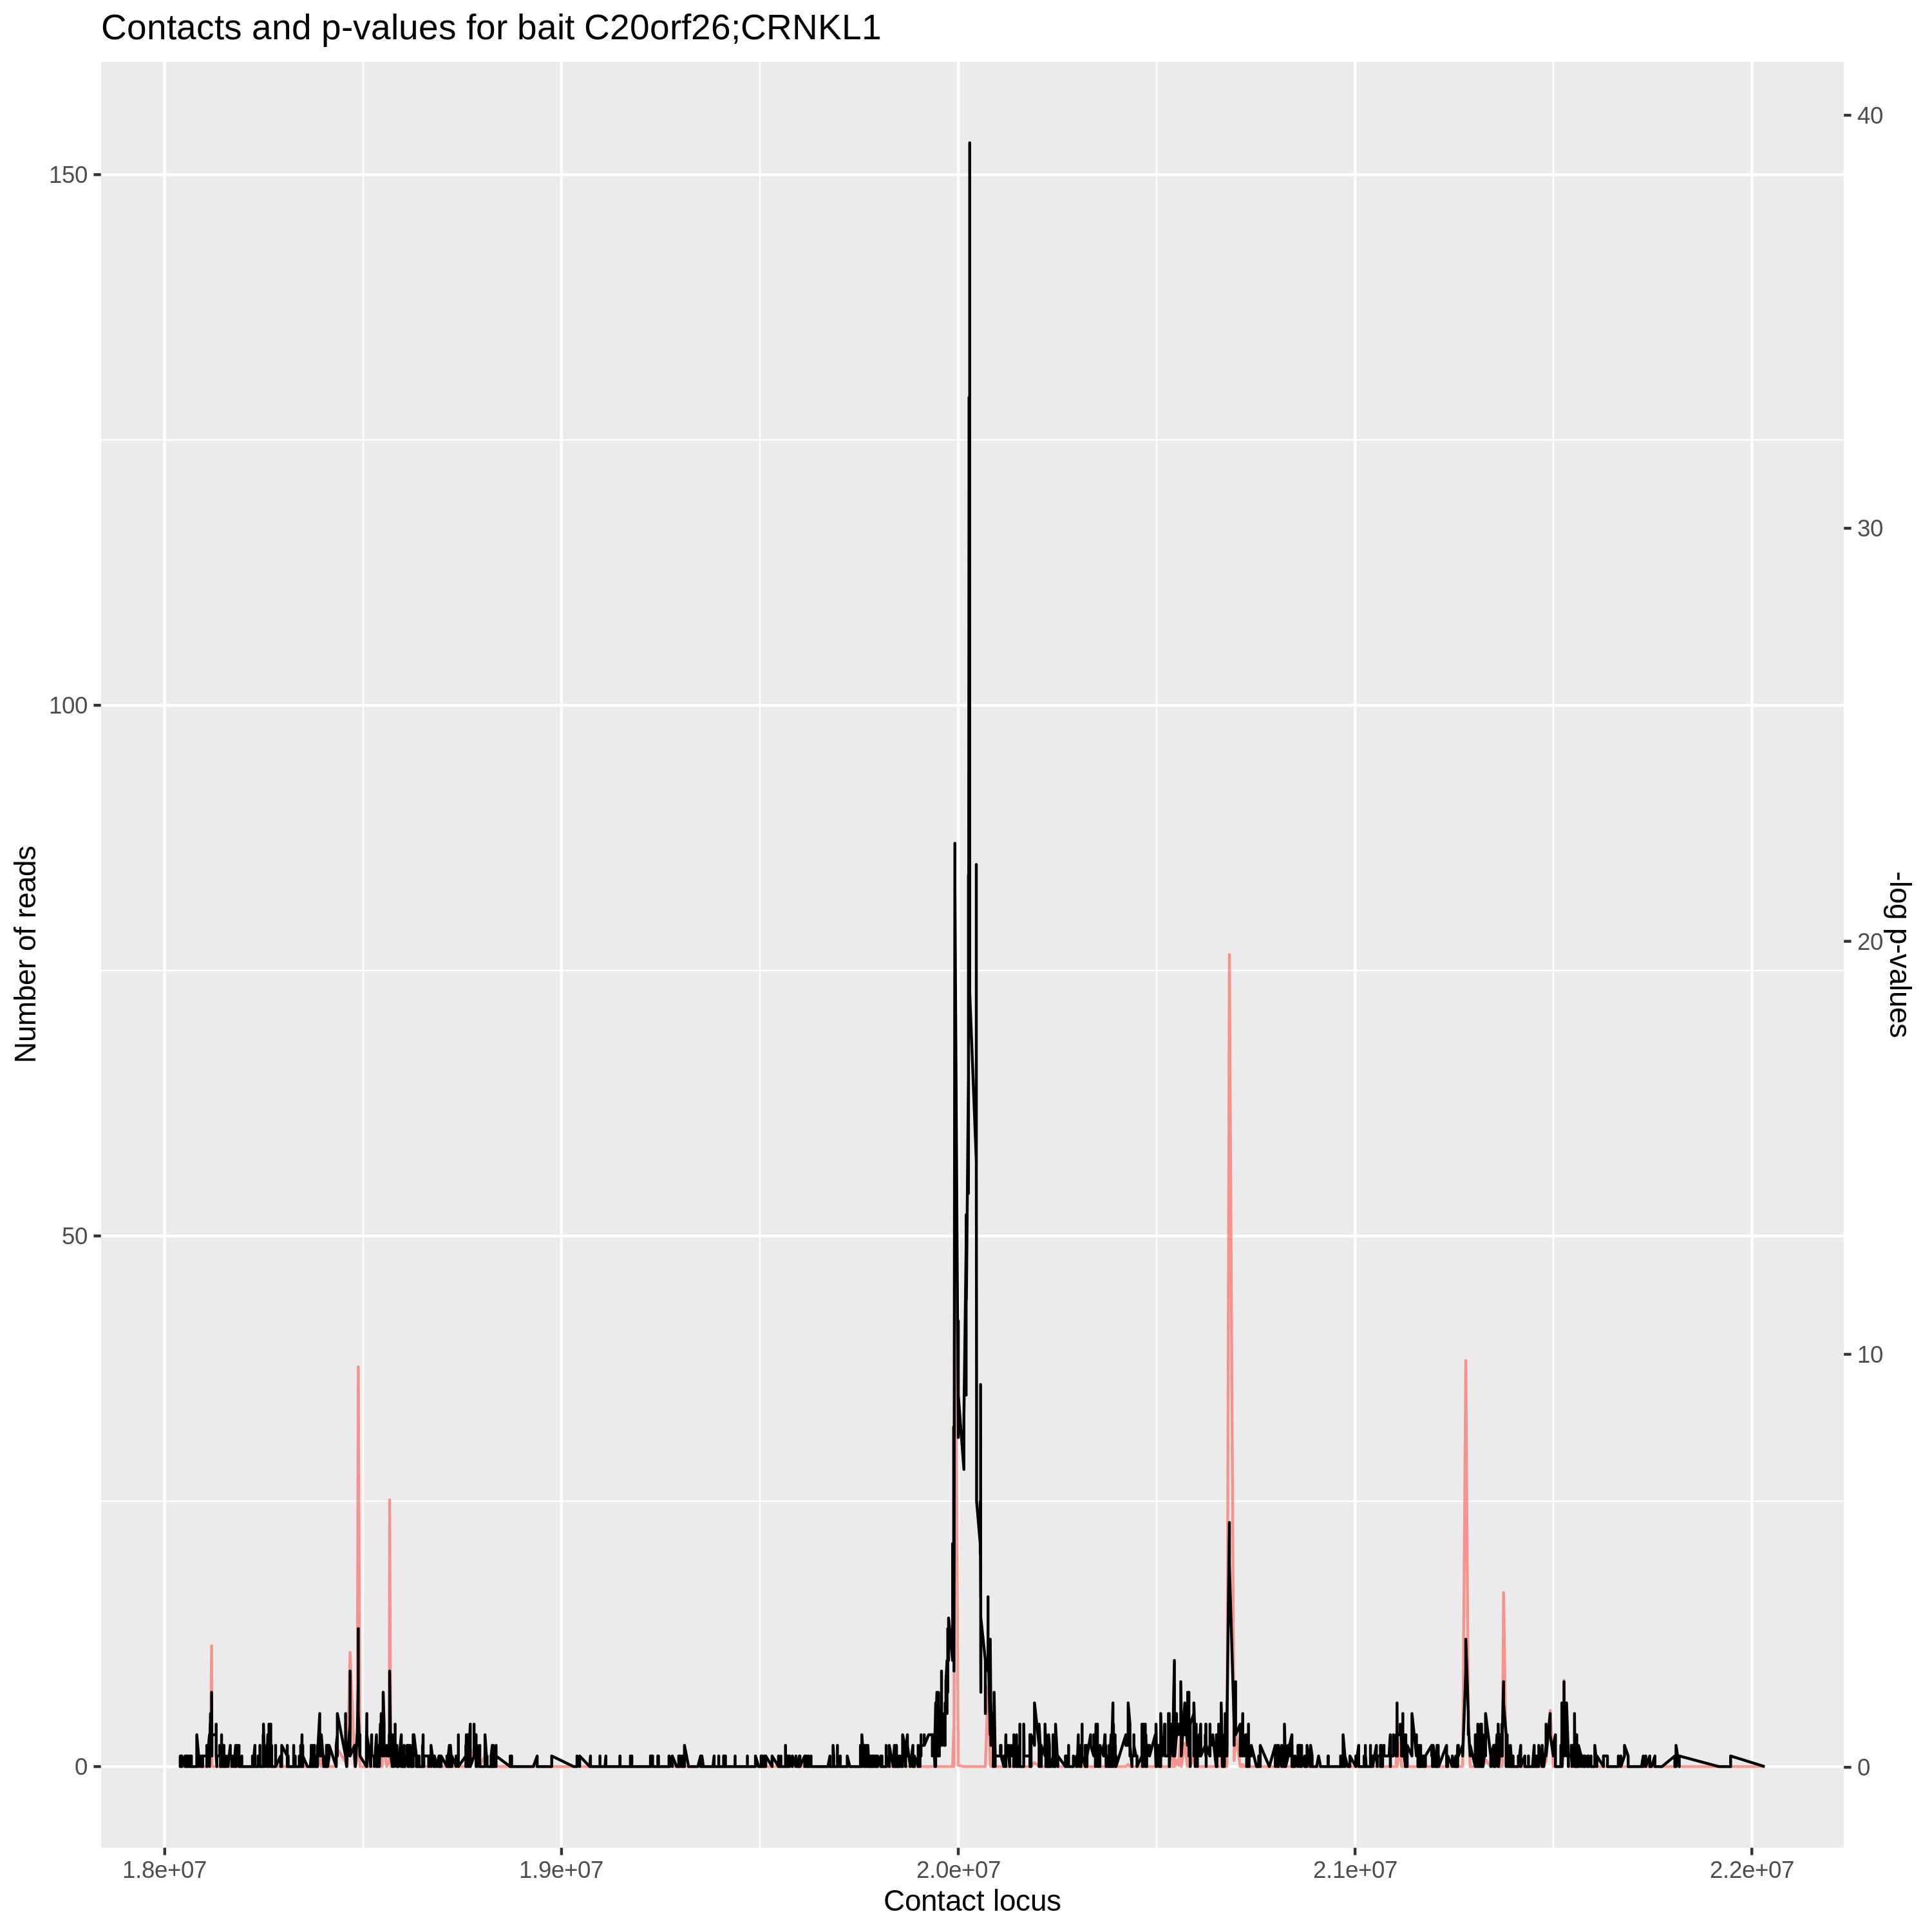 Contacts and p-values for bait C20orf26;CRNKL1
150
100
50
0
Number of reads
40
30
20
10
0
-log p-values
1.8e+07
1.9e+07
2.0e+07
2.1e+07
2.2e+07
Contact locus